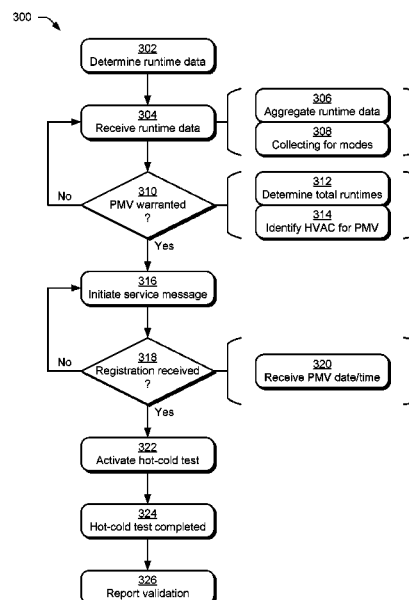 300
302
Determine runtime data
304
Receive runtime data
306
Aggregate runtime data
308
Collecting for modes
No
310
PMV warranted
?
312
Determine total runtimes
314
Identify HVAC for PMV
Yes
316
Initiate service message
No
318
Registration received
?
320
Receive PMV date/time
Yes
322
Activate hot-cold test
324
Hot-cold test completed
326
Report validation